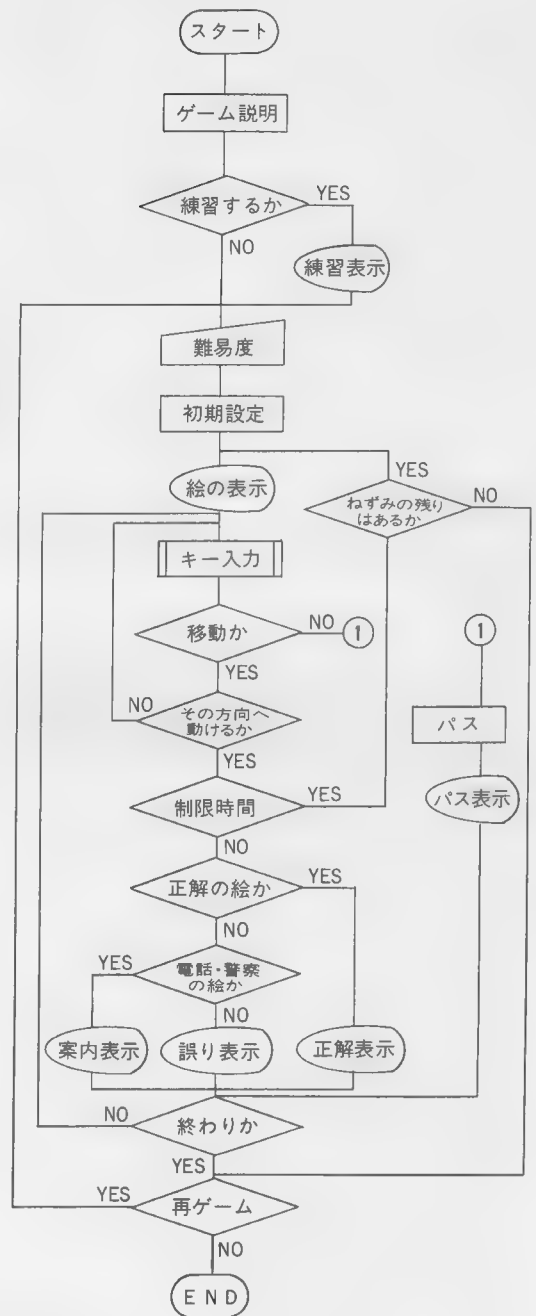 スタート
ゲーム説明
練習するか
YES
NO
練習表示
難易度
初期設定
YES
絵の表示
ねずみの残り
はあるか
NO
キー入力
移動か
NO
①
①
YES
NO
その方向へ
動けるか
パス
YES
制限時間
YES
パス表示
NO
正解の絵か
YES
NO
YES
電話・警察
の絵か
NO
案内表示
誤り表示
正解表示
NO
終わりか
YES
YES
再ゲーム
NO
END